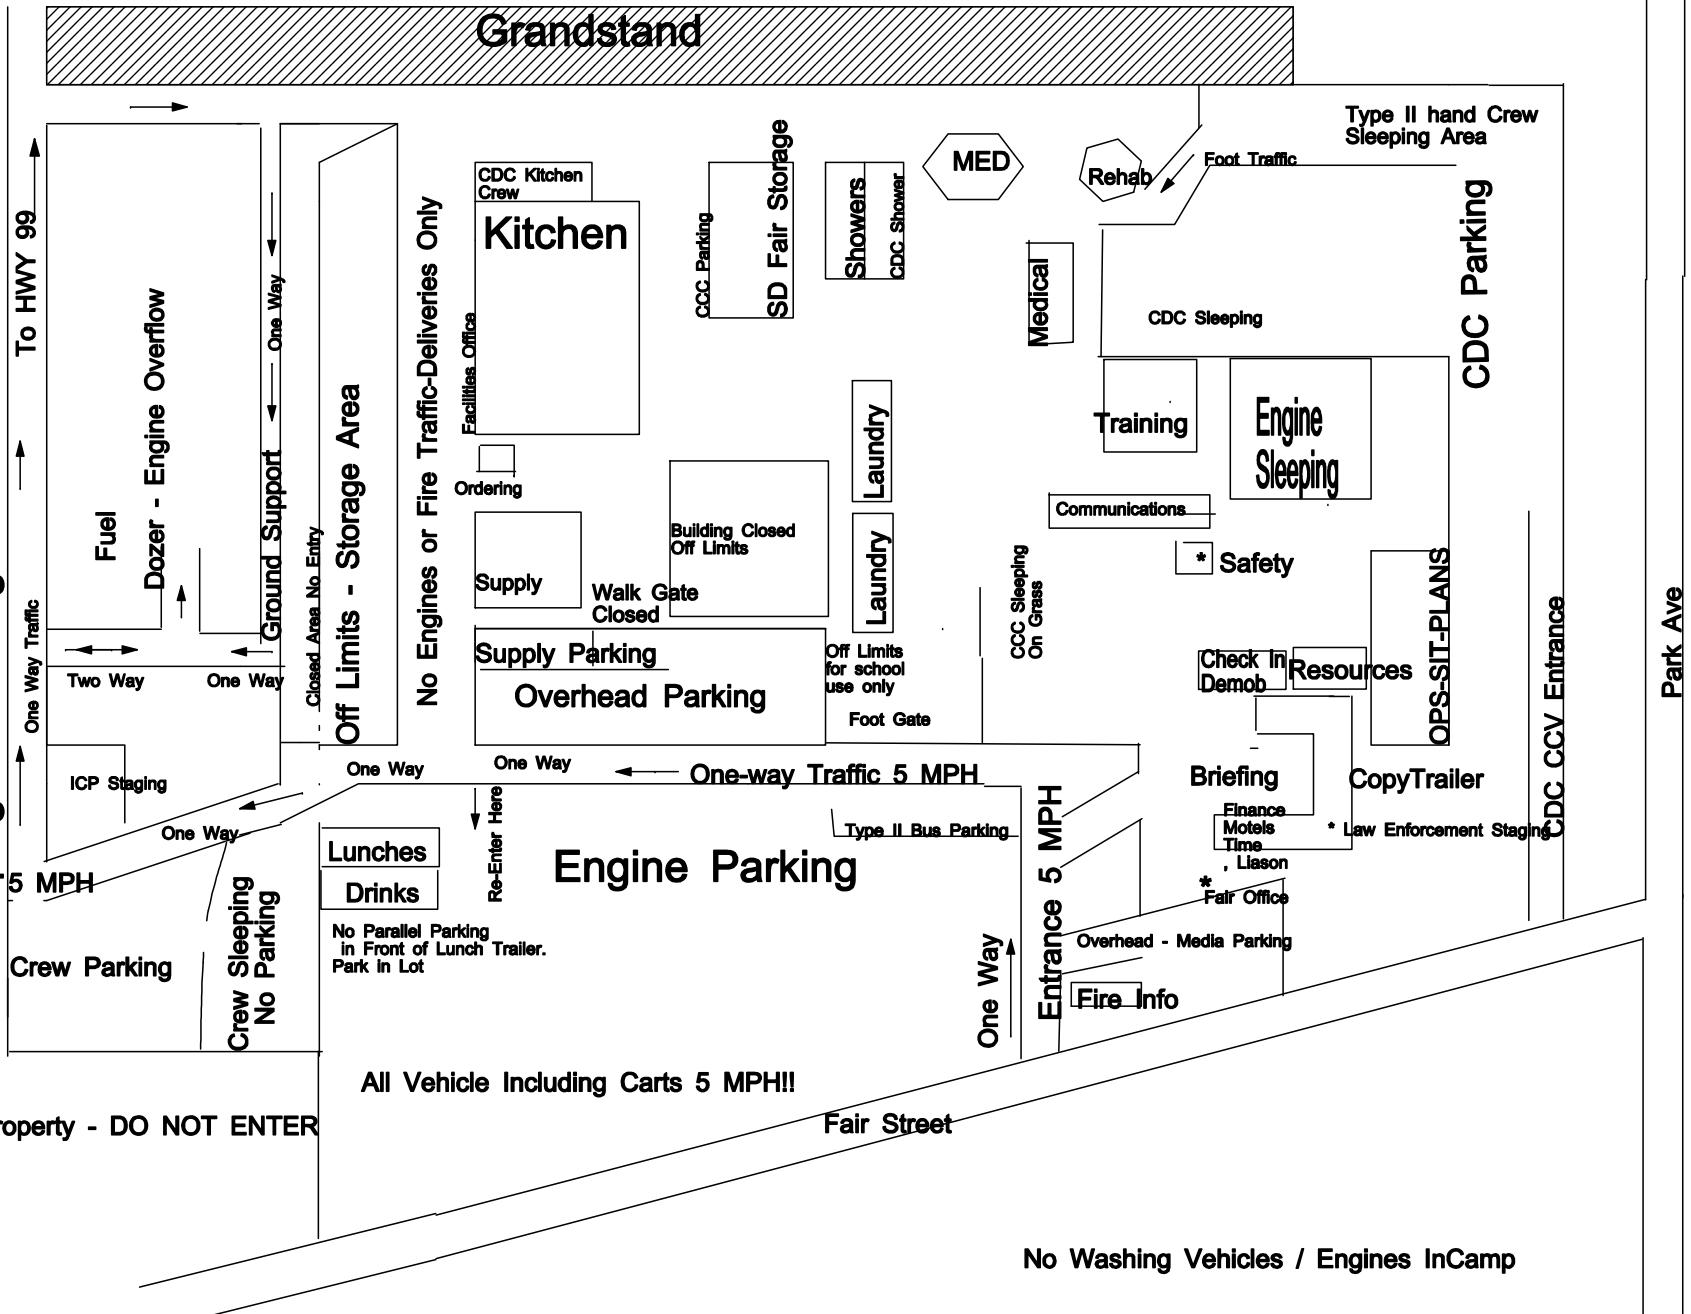 Grandstand
Type II hand Crew
Sleeping Area
Foot Traffic
MED
Rehab
CDC Kitchen
Crew
Kitchen
CCC Parking
SD Fair Storage
Showers
CDC Shower
Medical
CDC Sleeping
CDC Parking
To HWY 99
One Way
No Engines or Fire Traffic-Deliveries Only
Facilities Office
Dozer - Engine Overflow
Fuel
Ground Support
Closed Area No Entry
Off Limits - Storage Area
Ordering
Laundry
Training
Engine
Sleeping
Communications
Building Closed
Off Limits
Supply
Walk Gate
Closed
Laundry
CCC Sleeping
On Grass
* Safety
OPS-SIT-PLANS
CDC CCV Entrance
Park Ave
One Way Traffic
Two Way
One Way
Supply Parking
Overhead Parking
Off Limits
for school
use only
Foot Gate
Check In
Demob
Resources
ICP Staging
One Way
One Way
One-way Traffic 5 MPH
Briefing
CopyTrailer
One Way
Lunches
Drinks
Re-Enter Here
Engine Parking
Type II Bus Parking
Finance
Motels
Time
, Liason
* Law Enforcement Staging
*
Fair Office
5 MPH
Crew Parking
Crew Sleeping
No Parking
No Parallel Parking
in Front of Lunch Trailer.
Park in Lot
One Way
Entrance 5 MPH
Overhead - Media Parking
Fire Info
All Vehicle Including Carts 5 MPH!!
roperty - DO NOT ENTER
Fair Street
No Washing Vehicles / Engines InCamp